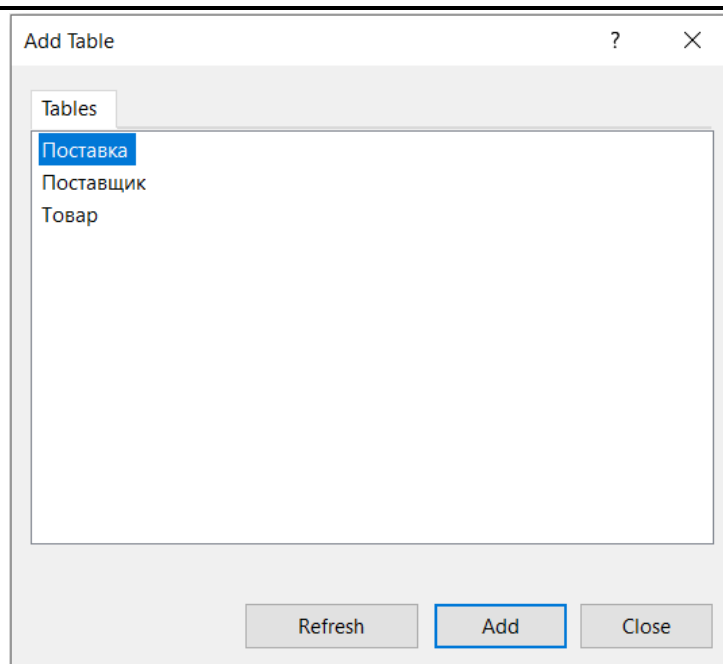 Add Table
?
Tables
Поставка
Поставщик
Товар
Refresh
Add
Close